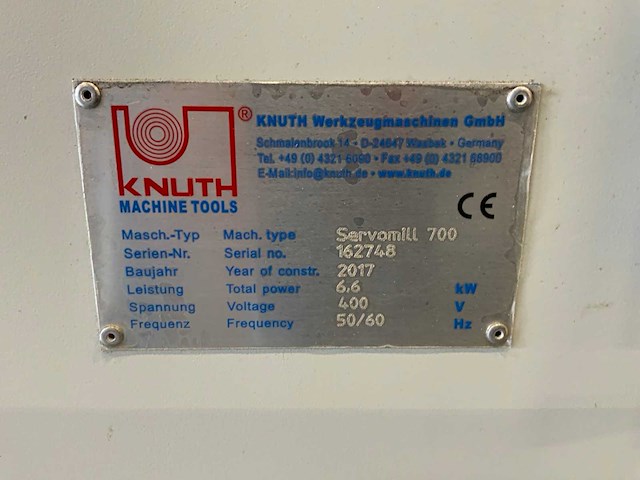 KNUTH
MACHINE TOOLS
®
KNUTH Werkzeugmaschinen GmbH
Schmalenbrook 14 • D-24647 Wasbek • Germany
Tel. +49 (0) 4321 6090 • Fax +49 (0) 4321 68900
E-Mail:info@knuth.de • www.knuth.de
CE
Masch.-Typ Mach. type Servomill 700
Serien-Nr. Serial no. 162748
Baujahr Year of constr. 2017
Leistung Total power 6,6 kW
Spannung Voltage 400 V
Frequenz Frequency 50/60 Hz